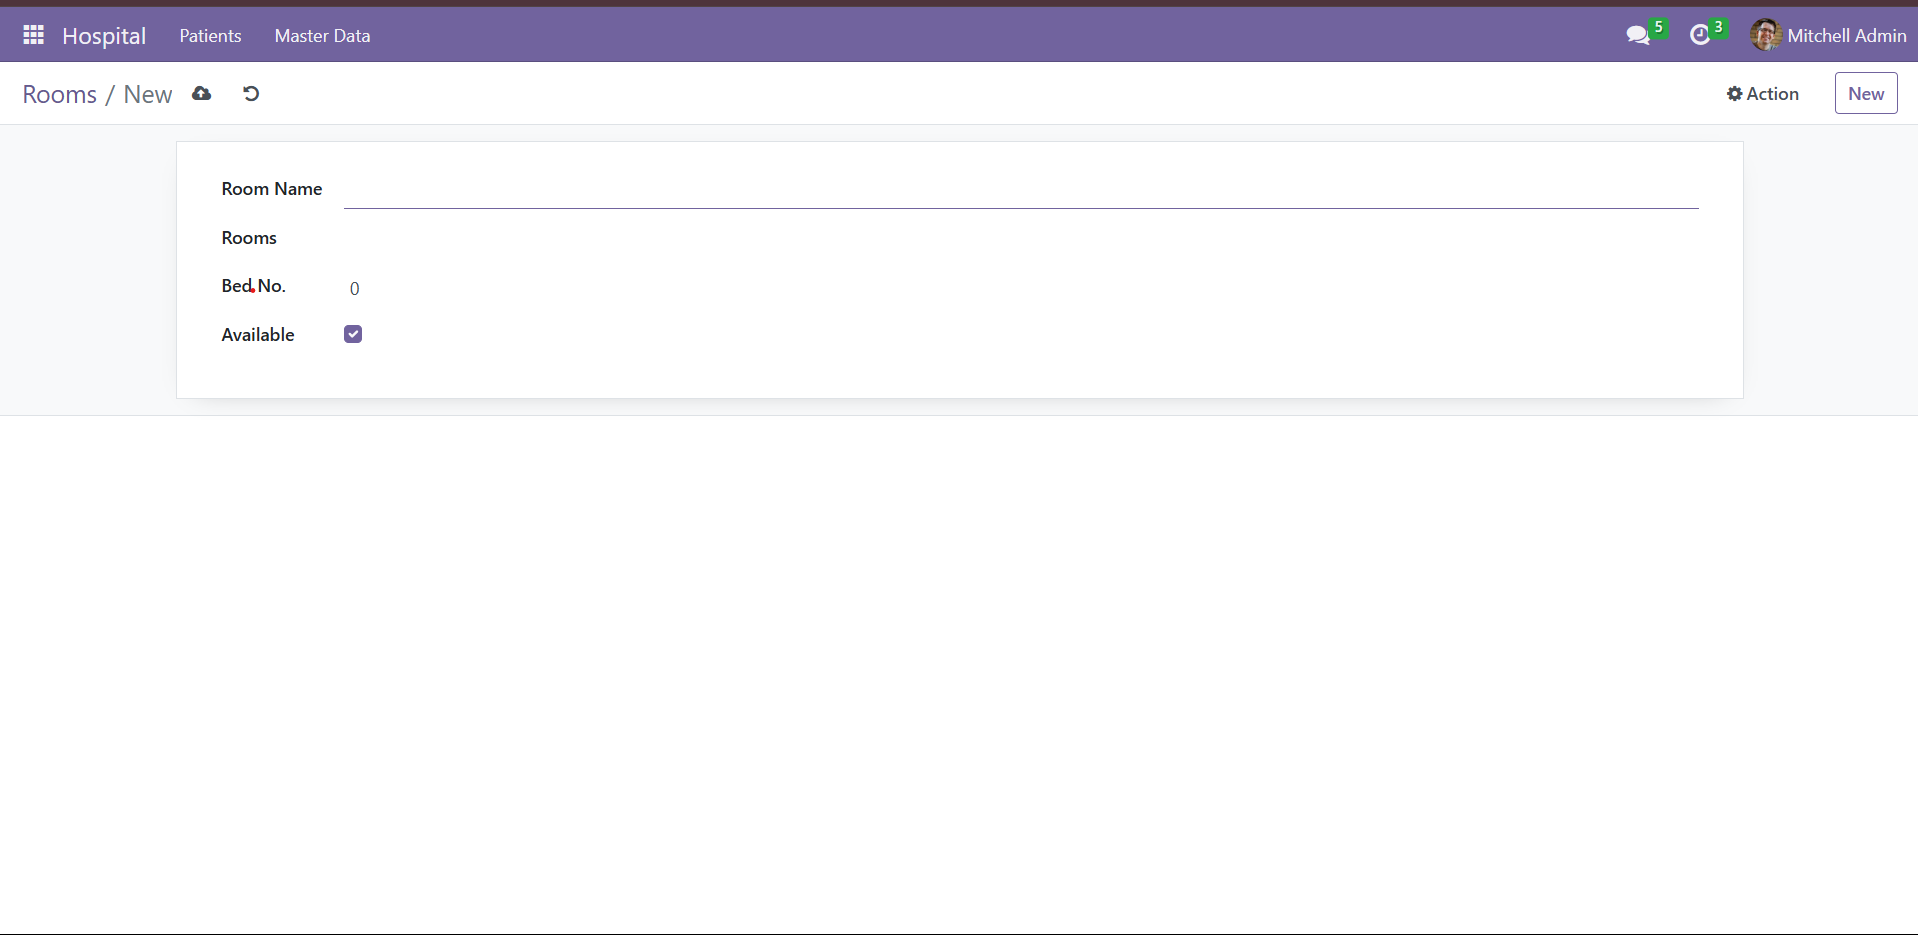 Hospital Patients Master Data 5 3 Mitchell Admin
Rooms / New Action New
Room Name
Rooms
Bed No. 0
Available